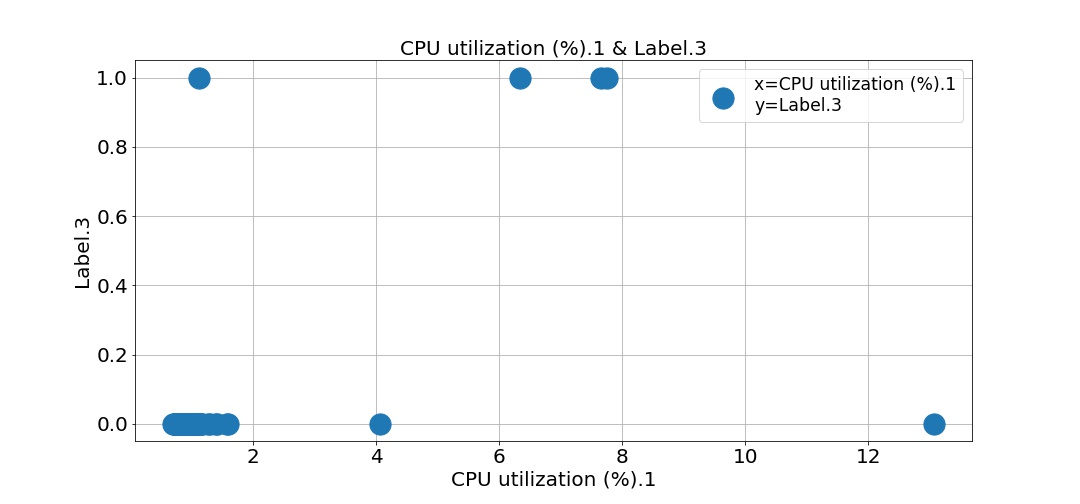 CPU utilization (%).1 & Label.3
1.0
0.8
0.6
0.4
0.2
0.0
Label.3
x=CPU utilization (%).1
y=Label.3
2 4 6 8 10 12
CPU utilization (%).1